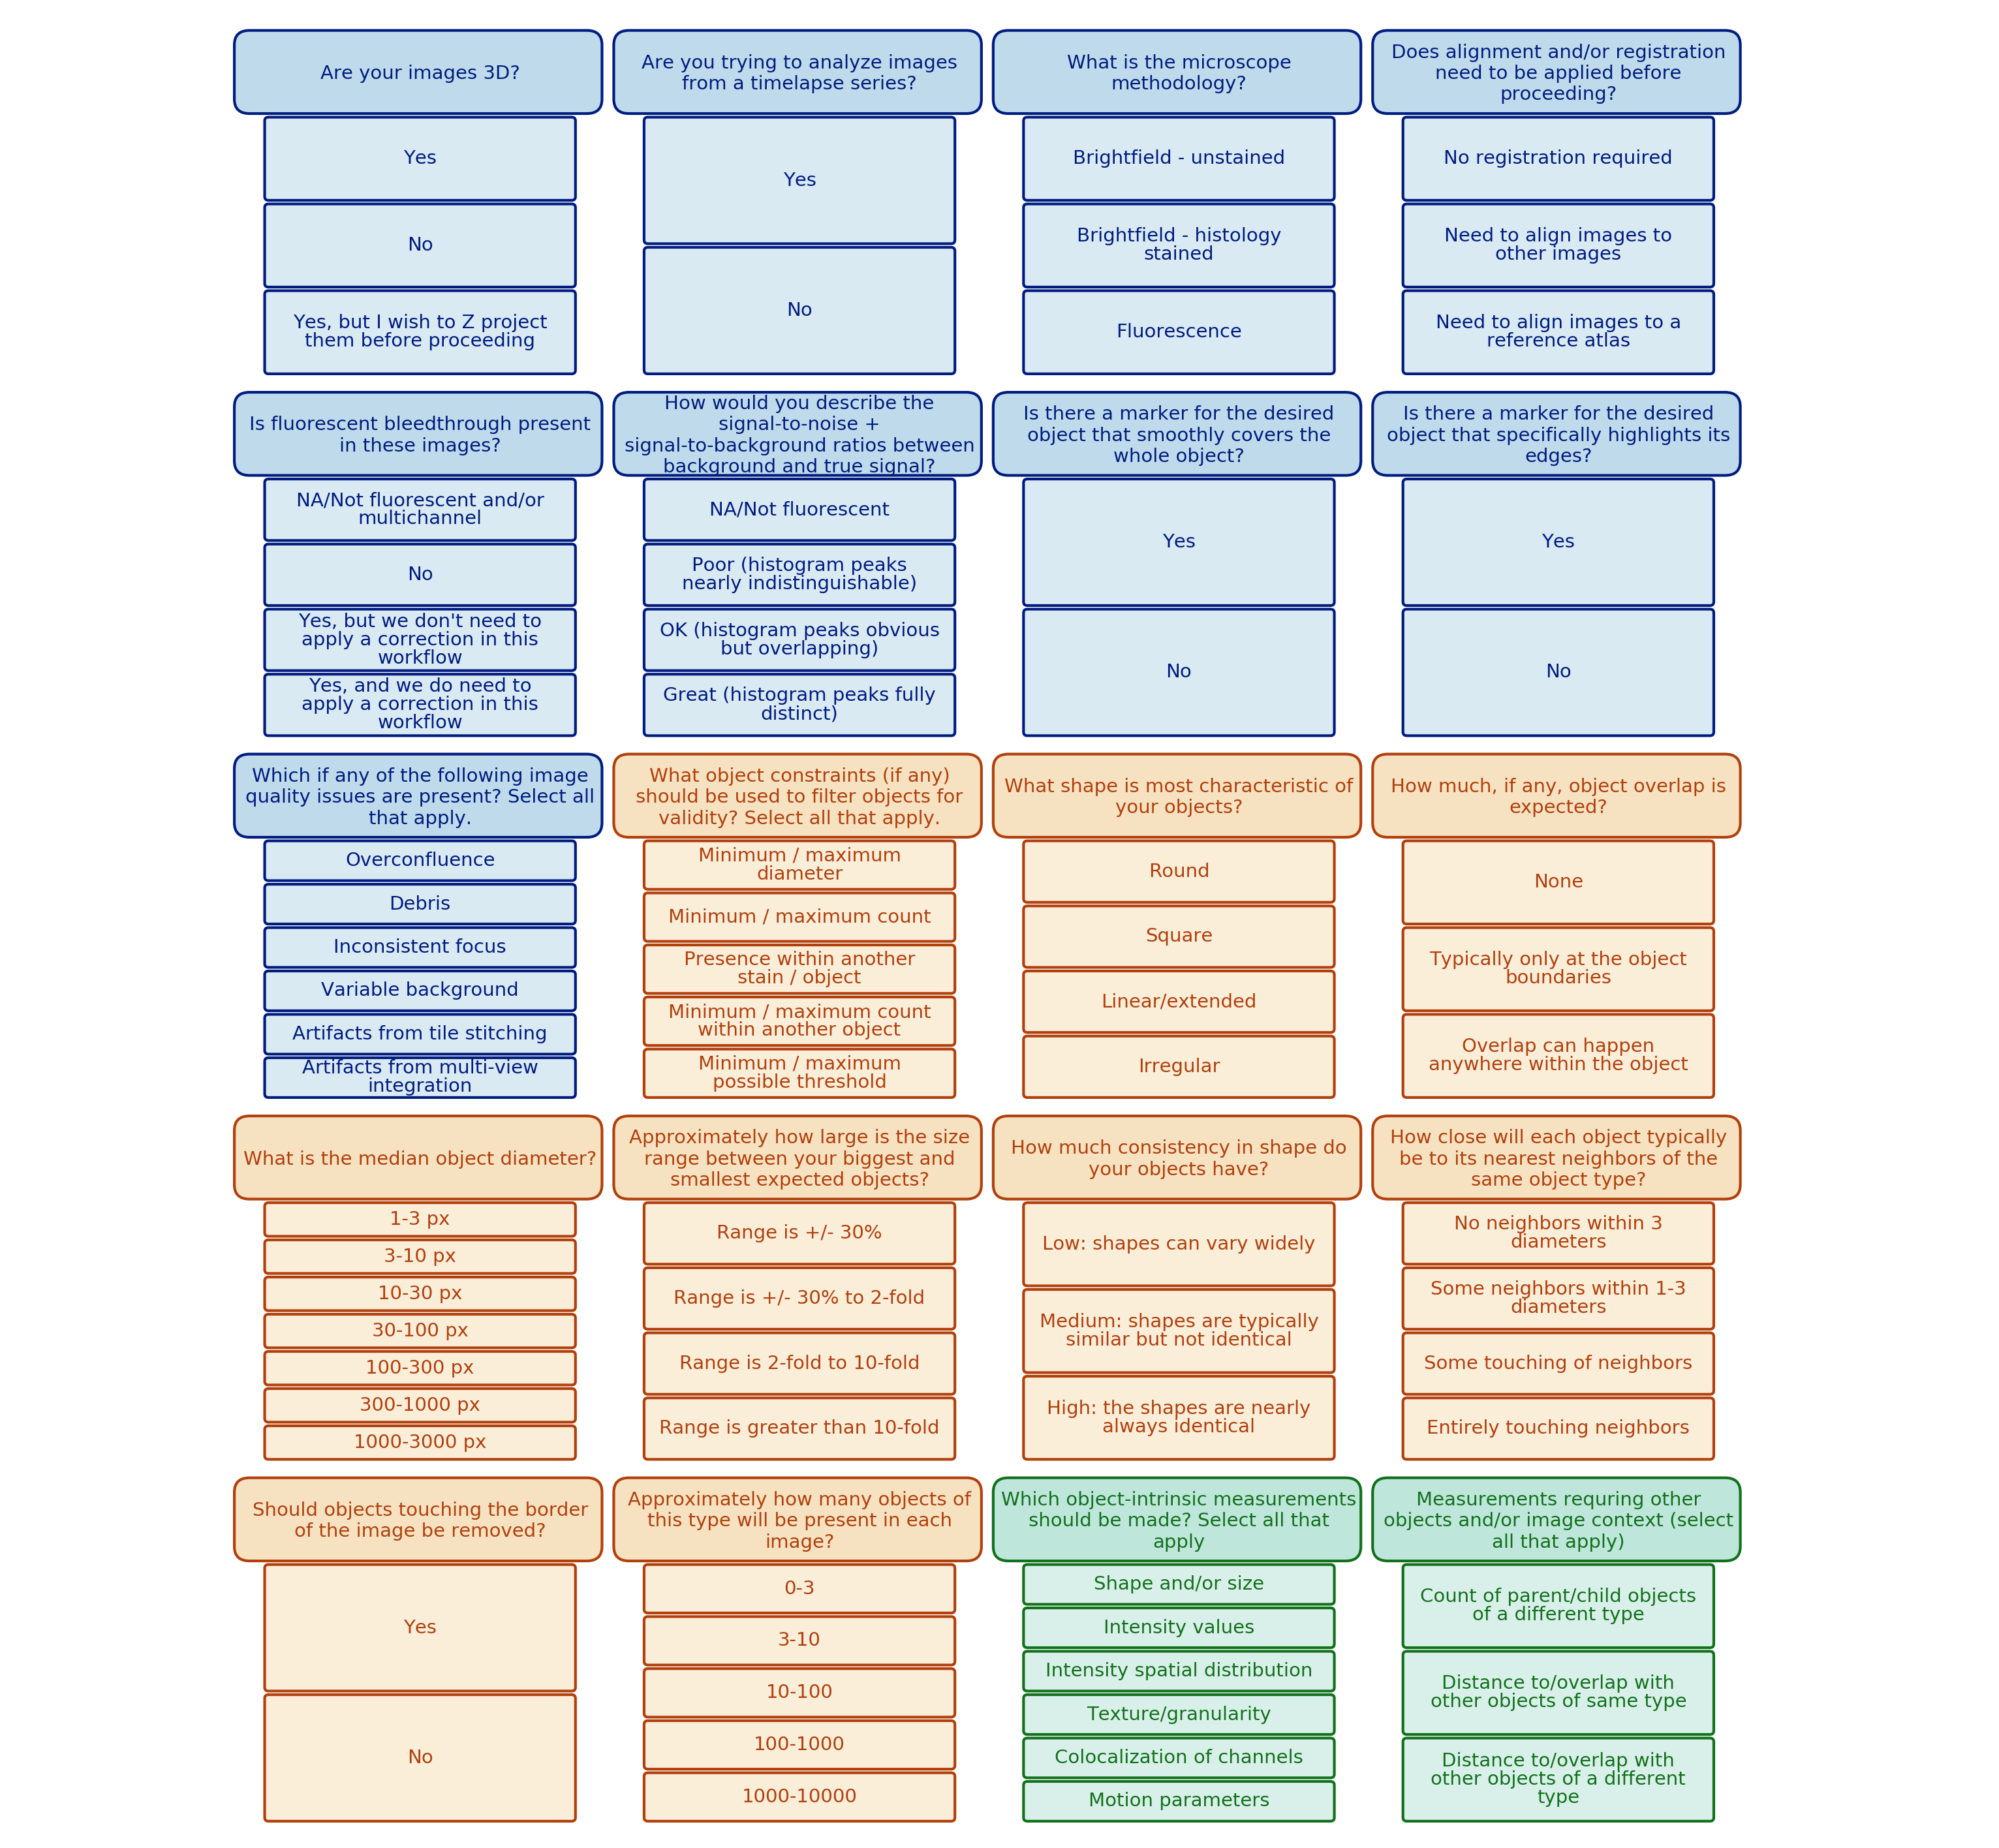 Are your images 3D?
Yes
No
Yes, but I wish to Z project
them before proceeding
Are you trying to analyze images
from a timelapse series?
Yes
No
What is the microscope
methodology?
Brightfield - unstained
Brightfield - histology
stained
Fluorescence
Does alignment and/or registration
need to be applied before
proceeding?
No registration required
Need to align images to
other images
Need to align images to a
reference atlas
Is fluorescent bleedthrough present
in these images?
NA/Not fluorescent and/or
multichannel
No
Yes, but we don't need to
apply a correction in this
workflow
Yes, and we do need to
apply a correction in this
workflow
How would you describe the
signal-to-noise +
signal-to-background ratios between
background and true signal?
NA/Not fluorescent
Poor (histogram peaks
nearly indistinguishable)
OK (histogram peaks obvious
but overlapping)
Great (histogram peaks fully
distinct)
Is there a marker for the desired
object that smoothly covers the
whole object?
Yes
No
Is there a marker for the desired
object that specifically highlights its
edges?
Yes
No
Which if any of the following image
quality issues are present? Select all
that apply.
Overconfluence
Debris
Inconsistent focus
Variable background
Artifacts from tile stitching
Artifacts from multi-view
integration
What object constraints (if any)
should be used to filter objects for
validity? Select all that apply.
Minimum / maximum
diameter
Minimum / maximum count
Presence within another
stain / object
Minimum / maximum count
within another object
Minimum / maximum
possible threshold
What shape is most characteristic of
your objects?
Round
Square
Linear/extended
Irregular
How much, if any, object overlap is
expected?
None
Typically only at the object
boundaries
Overlap can happen
anywhere within the object
What is the median object diameter?
1-3 px
3-10 px
10-30 px
30-100 px
100-300 px
300-1000 px
1000-3000 px
Approximately how large is the size
range between your biggest and
smallest expected objects?
Range is +/- 30%
Range is +/- 30% to 2-fold
Range is 2-fold to 10-fold
Range is greater than 10-fold
How much consistency in shape do
your objects have?
Low: shapes can vary widely
Medium: shapes are typically
similar but not identical
High: the shapes are nearly
always identical
How close will each object typically
be to its nearest neighbors of the
same object type?
No neighbors within 3
diameters
Some neighbors within 1-3
diameters
Some touching of neighbors
Entirely touching neighbors
Should objects touching the border
of the image be removed?
Yes
No
Approximately how many objects of
this type will be present in each
image?
0-3
3-10
10-100
100-1000
1000-10000
Which object-intrinsic measurements
should be made? Select all that
apply
Shape and/or size
Intensity values
Intensity spatial distribution
Texture/granularity
Colocalization of channels
Motion parameters
Measurements requring other
objects and/or image context (select
all that apply)
Count of parent/child objects
of a different type
Distance to/overlap with
other objects of same type
Distance to/overlap with
other objects of a different
type